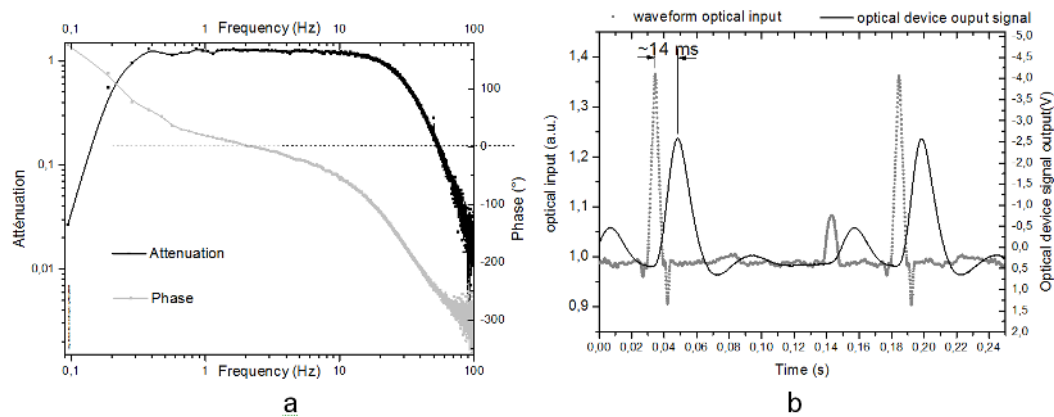 Frequency (Hz)
0,1 1 10 100
1
0,1
0,01
Atténuation
100
0
-100
-200
-300
Phase (°)
Attenuation
Phase
0,1 1 10 100
Frequency (Hz)
a
waveform optical input optical device ouput signal
~14 ms
1,4
1,3
1,2
1,1
1,0
0,9
optical input (a.u.)
-5,0
-4,5
-4,0
-3,5
-3,0
-2,5
-2,0
-1,5
-1,0
-0,5
0,0
0,5
1,0
1,5
2,0
Optical device signal output(V)
0,00 0,02 0,04 0,06 0,08 0,10 0,12 0,14 0,16 0,18 0,20 0,22 0,24
Time (s)
b